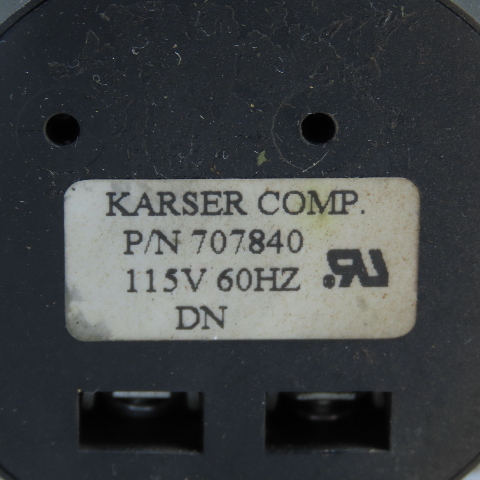 KARSER COMP.
P/N 707840
115V 60HZ
DN